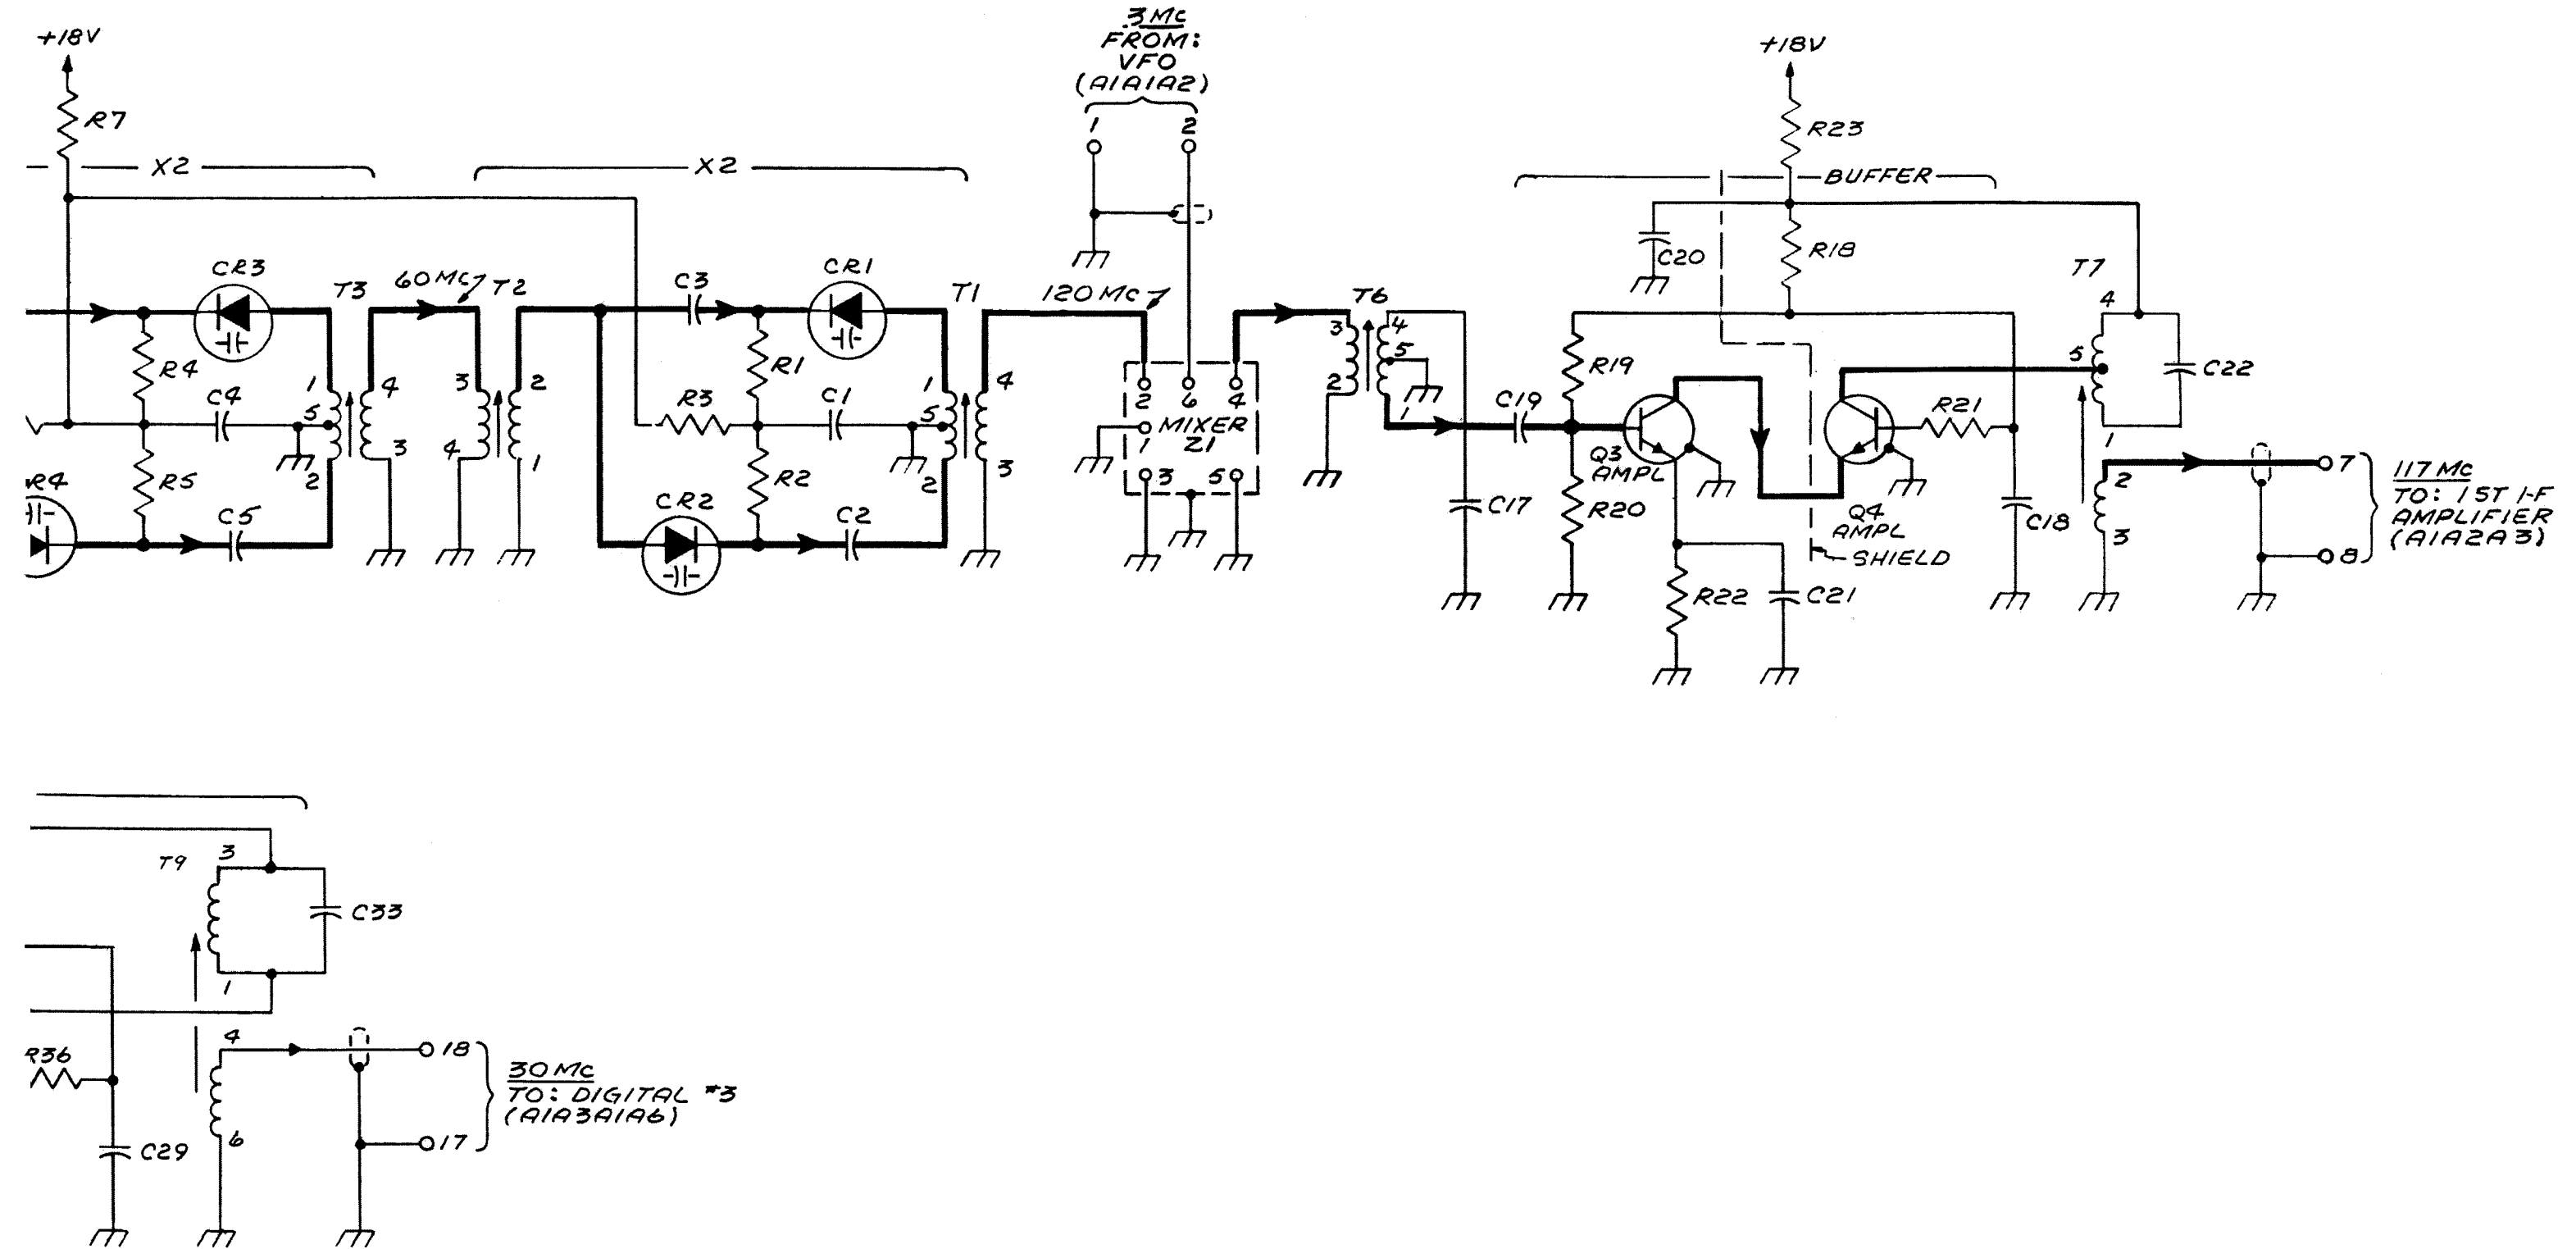 +18V
R7
X2
X2
.3 MC
FROM:
VFO
(A1A1A2)
1
2
+18V
R23
BUFFER
C20
R18
T7
CR3
T3
60 MC
T2
C3
CR1
T1
120 MC
T6
4
3
4
5
R4
R1
R19
5
C22
1
4
3
2
1
4
2
6
4
2
C4
5
R3
C1
5
MIXER
Z1
1
1
C19
R21
1
R5
2
3
4
1
R2
2
3
3
5
Q3
AMPL
R4
CR2
C5
C2
C17
R20
Q4
AMPL
SHIELD
C18
2
3
7
8
117 MC
TO: 1ST I-F
AMPLIFIER
(A1A2A3)
R22
C21
T9
3
C33
1
4
R36
6
C29
18
17
30 MC
TO: DIGITAL #3
(A1A3A1A6)